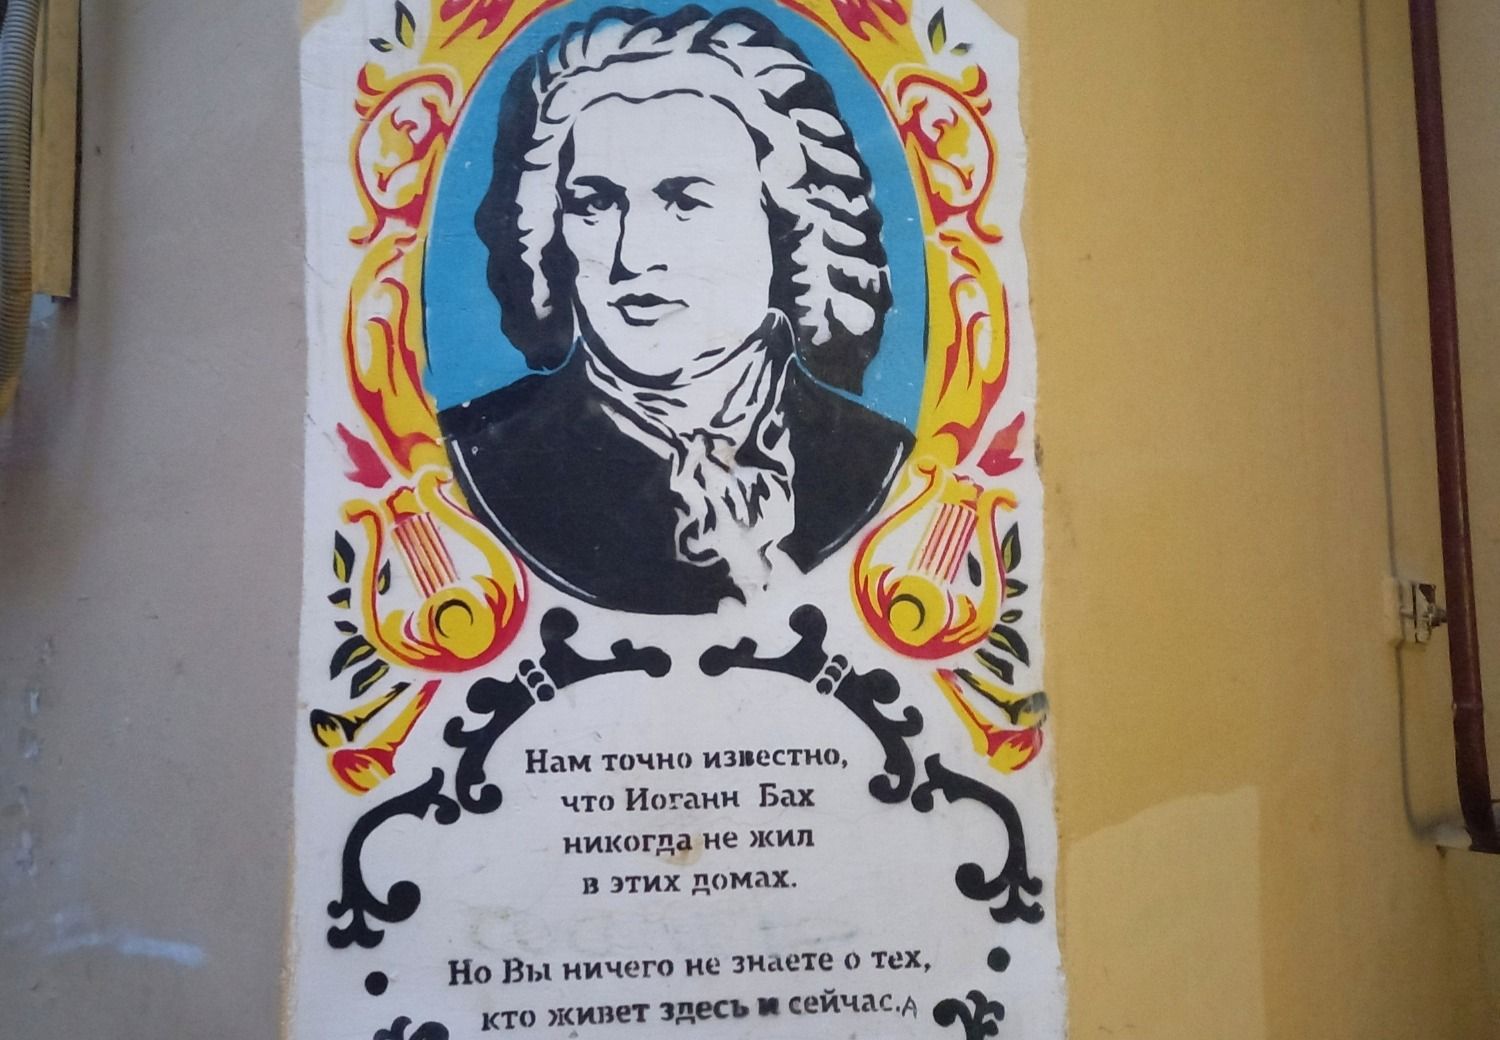 Нам точно известно,
что Иоганн Бах
никогда не жил
в этих домах.
Но Вы ничего не знаете о тех,
кто живет здесь и сейчас.